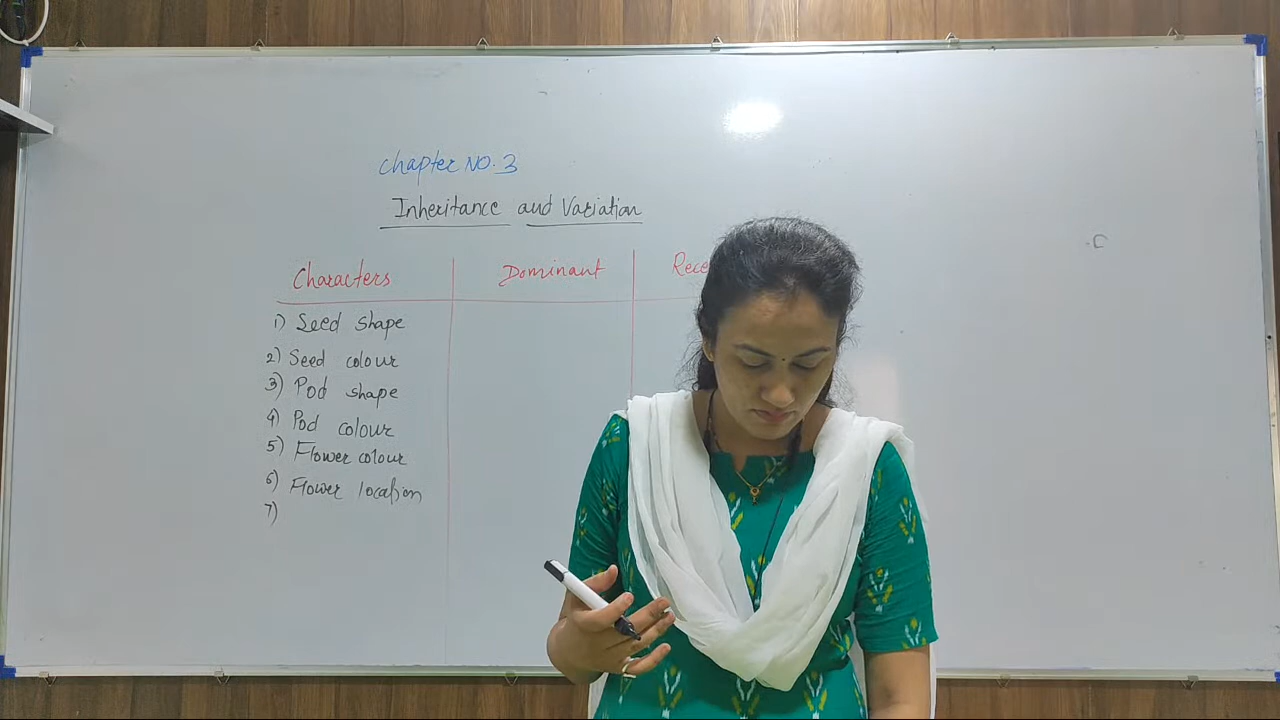 Chapter NO. 3
Inheritance and Variation
Characters Dominant
1) Seed shape
2) Seed colour
3) Pod shape
4) Pod colour
5) Flower colour
6) Flower location
7)